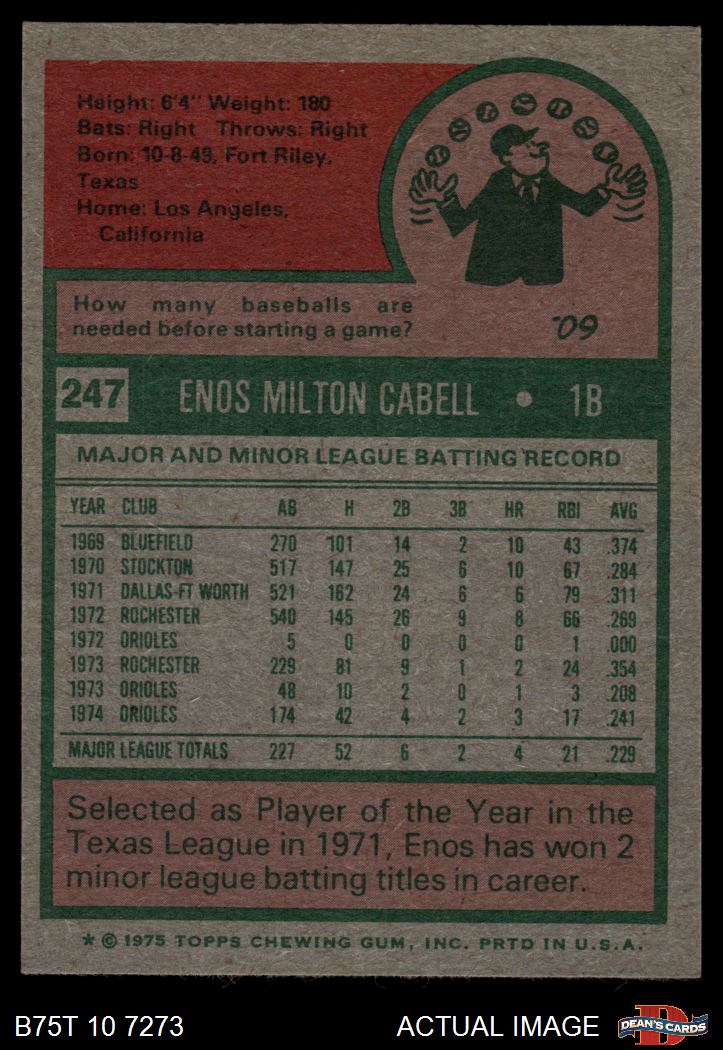 Height: 6'4" Weight: 180
Bats: Right Throws: Right
Born: 10-8-49, Fort Riley,
Texas
Home: Los Angeles,
California
How many baseballs are
needed before starting a game?
'09
247 ENOS MILTON CABELL • 1B
MAJOR AND MINOR LEAGUE BATTING RECORD
YEAR CLUB AB H 2B 3B HR RBI AVG
1969 BLUEFIELD 270 101 14 2 10 43 .374
1970 STOCKTON 517 147 25 6 10 67 .284
1971 DALLAS-FT WORTH 521 162 24 6 6 79 .311
1972 ROCHESTER 540 145 26 9 8 66 .269
1972 ORIOLES 5 0 0 0 0 1 .000
1973 ROCHESTER 229 81 9 1 2 24 .354
1973 ORIOLES 48 10 2 0 1 3 .208
1974 ORIOLES 174 42 4 2 3 17 .241
MAJOR LEAGUE TOTALS 227 52 6 2 4 21 .229
Selected as Player of the Year in the
Texas League in 1971, Enos has won 2
minor league batting titles in career.
* © 1975 TOPPS CHEWING GUM, INC. PRTD IN U.S.A.
B75T 10 7273 ACTUAL IMAGE DEAN'S CARDS